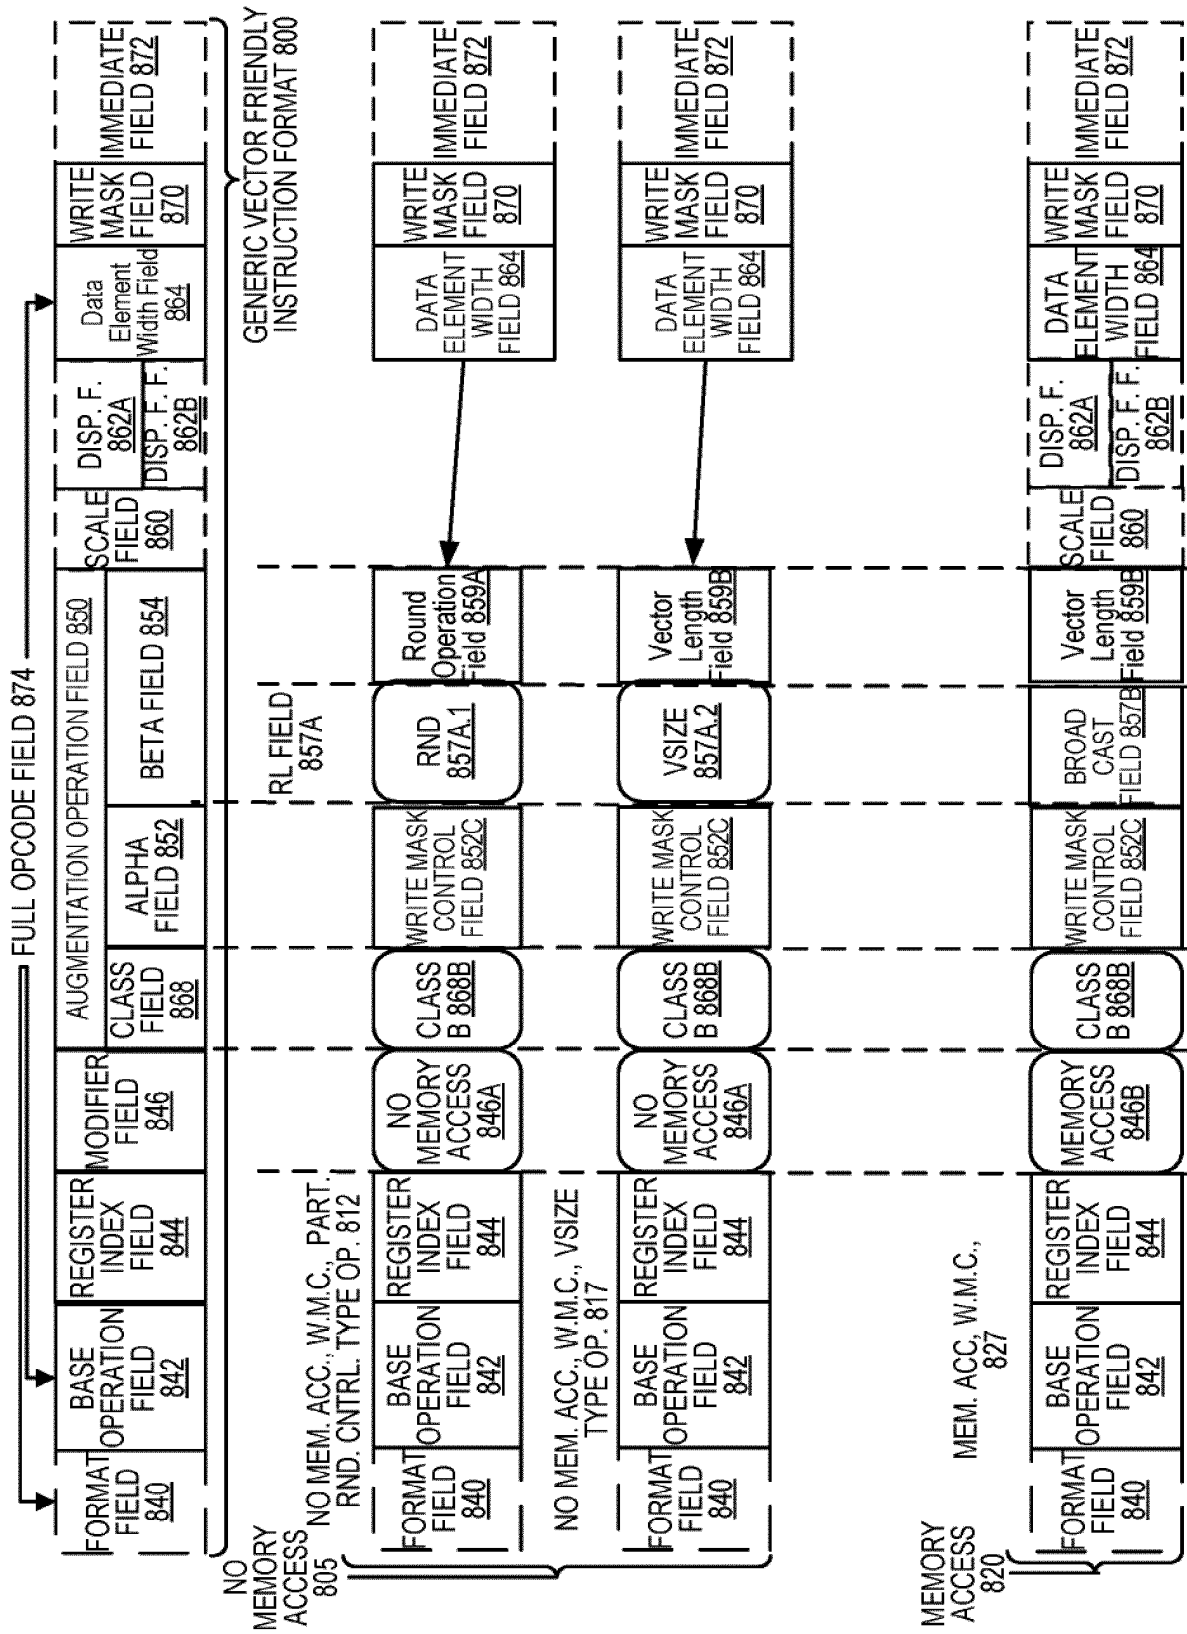 FULL OPCODE FIELD 874
FORMAT
FIELD
840
BASE
OPERATION
FIELD
842
REGISTER
INDEX
FIELD
844
MODIFIER
FIELD
846
AUGMENTATION OPERATION FIELD 850
CLASS
FIELD
868
ALPHA
FIELD 852
BETA FIELD 854
SCALE
FIELD
860
DISP. F.
862A
DISP. F. F.
862B
Data
Element
Width Field
864
WRITE
MASK
FIELD
870
IMMEDIATE
FIELD 872
GENERIC VECTOR FRIENDLY
INSTRUCTION FORMAT 800
NO
MEMORY
ACCESS
805
NO MEM. ACC., W.M.C., PART.
RND. CNTRL. TYPE OP. 812
RL FIELD
857A
FORMAT
FIELD
840
BASE
OPERATION
FIELD
842
REGISTER
INDEX
FIELD
844
NO
MEMORY
ACCESS
846A
CLASS
B 868B
WRITE MASK
CONTROL
FIELD 852C
RND
857A.1
Round
Operation
Field 859A
DATA
ELEMENT
WIDTH
FIELD 864
WRITE
MASK
FIELD
870
IMMEDIATE
FIELD 872
NO MEM. ACC., W.M.C., VSIZE
TYPE OP. 817
FORMAT
FIELD
840
BASE
OPERATION
FIELD
842
REGISTER
INDEX
FIELD
844
NO
MEMORY
ACCESS
846A
CLASS
B 868B
WRITE MASK
CONTROL
FIELD 852C
VSIZE
857A.2
Vector
Length
Field 859B
DATA
ELEMENT
WIDTH
FIELD 864
WRITE
MASK
FIELD
870
IMMEDIATE
FIELD 872
MEMORY
ACCESS
820
MEM. ACC, W.M.C.,
827
FORMAT
FIELD
840
BASE
OPERATION
FIELD
842
REGISTER
INDEX
FIELD
844
MEMORY
ACCESS
846B
CLASS
B 868B
WRITE MASK
CONTROL
FIELD 852C
BROAD
CAST
FIELD 857B
Vector
Length
Field 859B
SCALE
FIELD
860
DISP. F.
862A
DISP. F. F.
862B
DATA
ELEMENT
WIDTH
FIELD 864
WRITE
MASK
FIELD
870
IMMEDIATE
FIELD 872